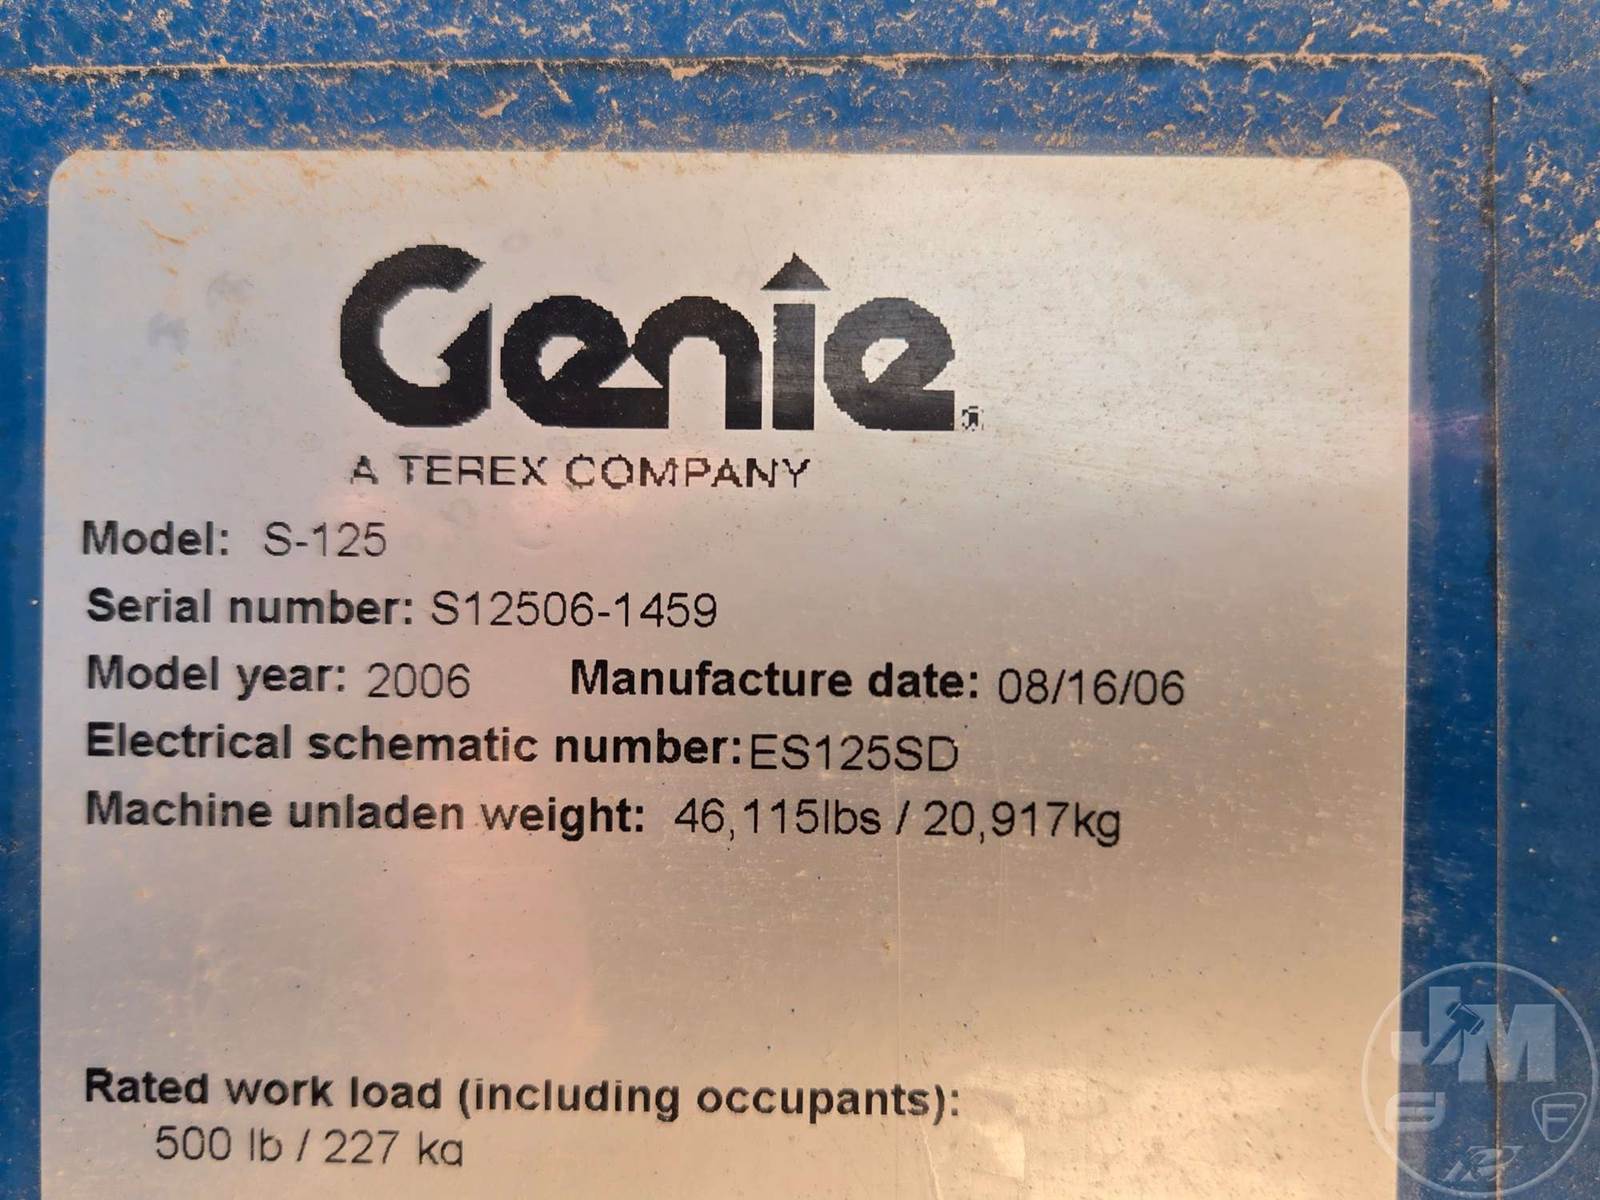 Genie
A TEREX COMPANY
Model: S-125
Serial number: S12506-1459
Model year: 2006 Manufacture date: 08/16/06
Electrical schematic number: ES125SD
Machine unladen weight: 46,115lbs / 20,917kg
Rated work load (including occupants):
500 lb / 227 kg
JM